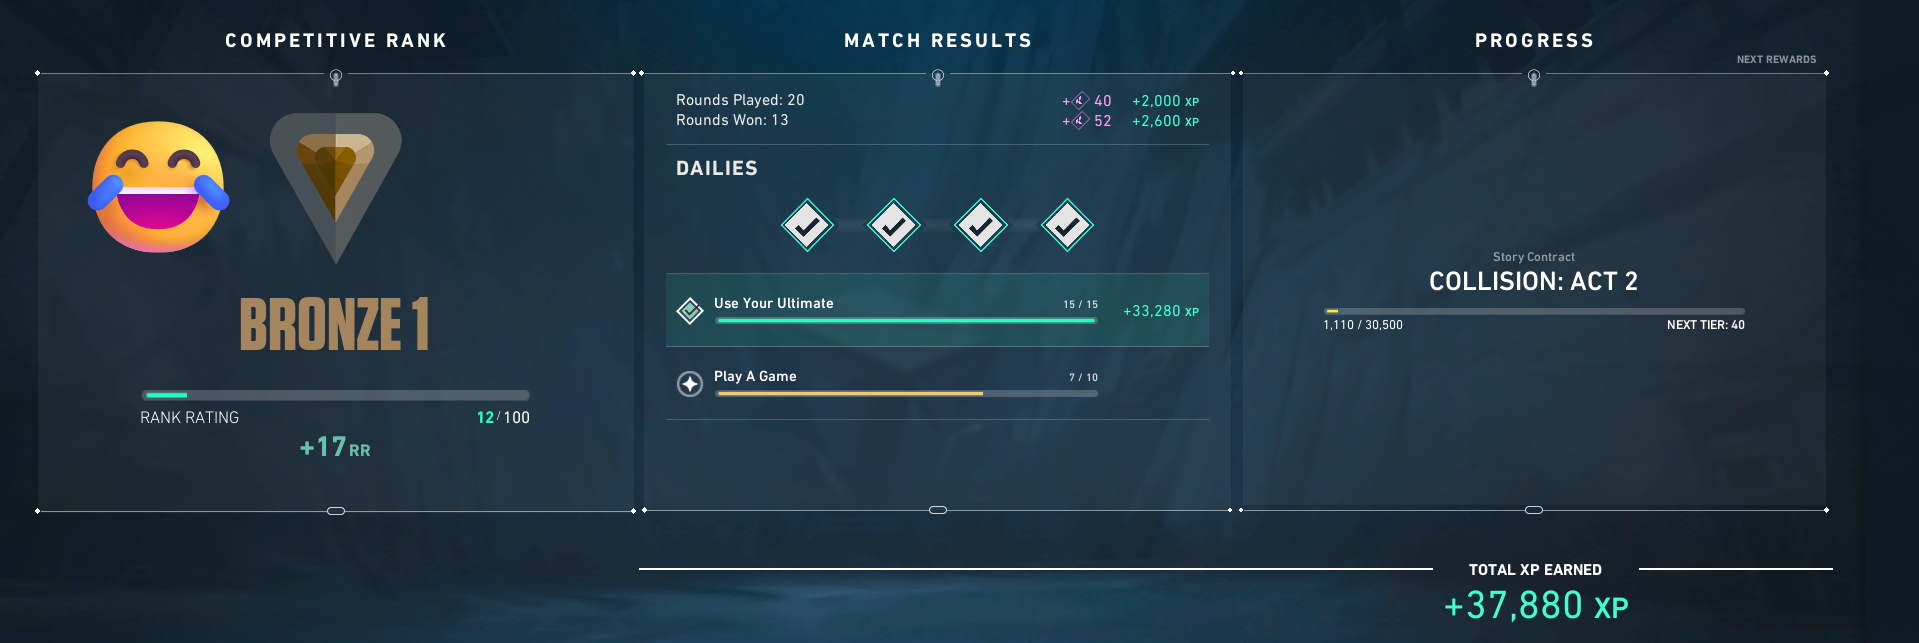 COMPETITIVE RANK
BRONZE 1
RANK RATING 12/100
+17 RR
MATCH RESULTS
Rounds Played: 20 + 40 +2,000 XP
Rounds Won: 13 + 52 +2,600 XP
DAILIES
Use Your Ultimate 15 / 15 +33,280 XP
Play A Game 7 / 10
PROGRESS
NEXT REWARDS
Story Contract
COLLISION: ACT 2
1,110 / 30,500 NEXT TIER: 40
TOTAL XP EARNED
+37,880 XP